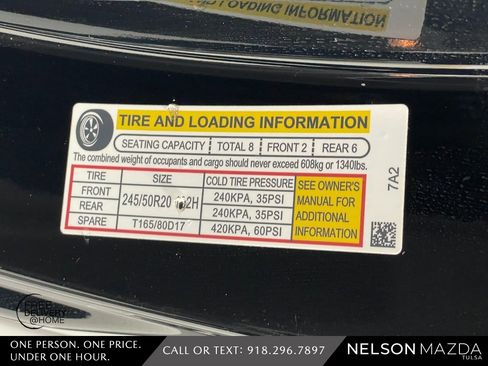 TIRE AND LOADING INFORMATION
SEATING CAPACITY | TOTAL 8 | FRONT 2 | REAR 6
The combined weight of occupants and cargo should never exceed 608kg or 1340lbs.
TIRE SIZE COLD TIRE PRESSURE SEE OWNER'S MANUAL FOR ADDITIONAL INFORMATION
FRONT 245/50R20 240KPA, 35PSI
REAR 240KPA, 35PSI
SPARE T165/80D17 420KPA, 60PSI
7A2
FREE
DELIVERY
@HOME
ONE PERSON. ONE PRICE.
UNDER ONE HOUR.
CALL OR TEXT: 918.296.7897
NELSON MAZDA
TULSA